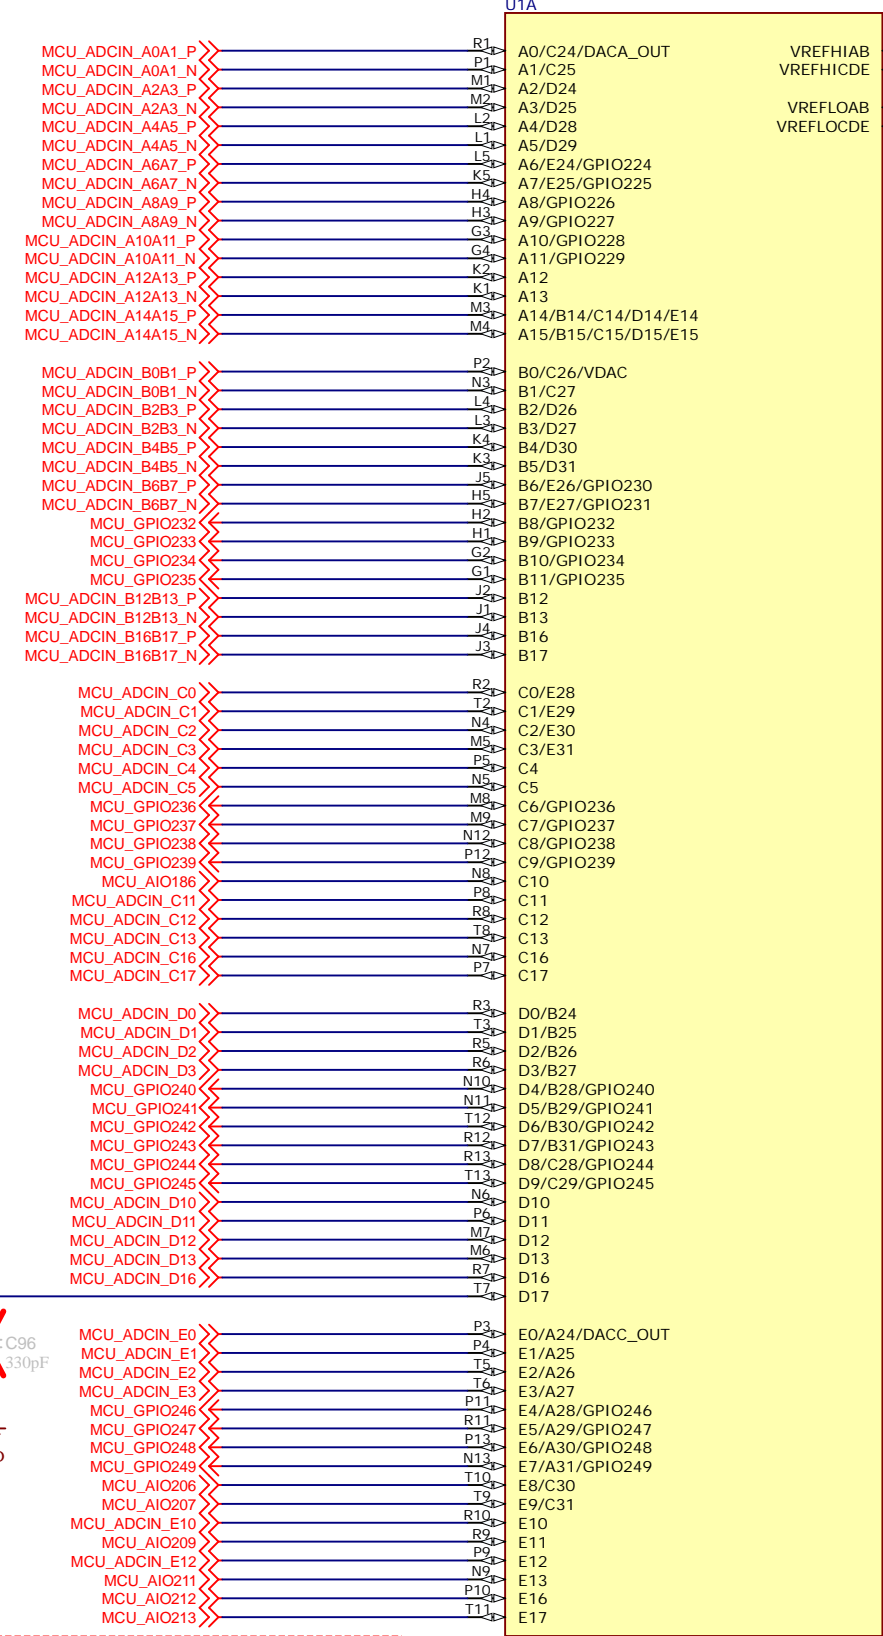 U1A
MCU_ADCIN_A0A1_P R1 A0/C24/DACA_OUT VREFHIAB
MCU_ADCIN_A0A1_N P1 A1/C25 VREFHICDE
MCU_ADCIN_A2A3_P M1 A2/D24
MCU_ADCIN_A2A3_N M2 A3/D25 VREFLOAB
MCU_ADCIN_A4A5_P L2 A4/D28 VREFLOCDE
MCU_ADCIN_A4A5_N L1 A5/D29
MCU_ADCIN_A6A7_P L5 A6/E24/GPIO224
MCU_ADCIN_A6A7_N K5 A7/E25/GPIO225
MCU_ADCIN_A8A9_P H4 A8/GPIO226
MCU_ADCIN_A8A9_N H3 A9/GPIO227
MCU_ADCIN_A10A11_P G3 A10/GPIO228
MCU_ADCIN_A10A11_N G4 A11/GPIO229
MCU_ADCIN_A12A13_P K2 A12
MCU_ADCIN_A12A13_N K1 A13
MCU_ADCIN_A14A15_P M3 A14/B14/C14/D14/E14
MCU_ADCIN_A14A15_N M4 A15/B15/C15/D15/E15
MCU_ADCIN_B0B1_P P2 B0/C26/VDAC
MCU_ADCIN_B0B1_N N3 B1/C27
MCU_ADCIN_B2B3_P L4 B2/D26
MCU_ADCIN_B2B3_N L3 B3/D27
MCU_ADCIN_B4B5_P K4 B4/D30
MCU_ADCIN_B4B5_N K3 B5/D31
MCU_ADCIN_B6B7_P J5 B6/E26/GPIO230
MCU_ADCIN_B6B7_N H5 B7/E27/GPIO231
MCU_GPIO232 H2 B8/GPIO232
MCU_GPIO233 H1 B9/GPIO233
MCU_GPIO234 G2 B10/GPIO234
MCU_GPIO235 G1 B11/GPIO235
MCU_ADCIN_B12B13_P J2 B12
MCU_ADCIN_B12B13_N J1 B13
MCU_ADCIN_B16B17_P J4 B16
MCU_ADCIN_B16B17_N J3 B17
MCU_ADCIN_C0 R2 C0/E28
MCU_ADCIN_C1 T2 C1/E29
MCU_ADCIN_C2 N4 C2/E30
MCU_ADCIN_C3 M5 C3/E31
MCU_ADCIN_C4 P5 C4
MCU_ADCIN_C5 N5 C5
MCU_GPIO236 M8 C6/GPIO236
MCU_GPIO237 M9 C7/GPIO237
MCU_GPIO238 N12 C8/GPIO238
MCU_GPIO239 P12 C9/GPIO239
MCU_AIO186 N8 C10
MCU_ADCIN_C11 P8 C11
MCU_ADCIN_C12 R8 C12
MCU_ADCIN_C13 T8 C13
MCU_ADCIN_C16 N7 C16
MCU_ADCIN_C17 P7 C17
MCU_ADCIN_D0 R3 D0/B24
MCU_ADCIN_D1 T3 D1/B25
MCU_ADCIN_D2 R5 D2/B26
MCU_ADCIN_D3 R6 D3/B27
MCU_GPIO240 N10 D4/B28/GPIO240
MCU_GPIO241 N11 D5/B29/GPIO241
MCU_GPIO242 T12 D6/B30/GPIO242
MCU_GPIO243 R12 D7/B31/GPIO243
MCU_GPIO244 R13 D8/C28/GPIO244
MCU_GPIO245 T13 D9/C29/GPIO245
MCU_ADCIN_D10 N6 D10
MCU_ADCIN_D11 P6 D11
MCU_ADCIN_D12 M7 D12
MCU_ADCIN_D13 M6 D13
MCU_ADCIN_D16 R7 D16
T7 D17
C96
330pF
MCU_ADCIN_E0 P3 E0/A24/DACC_OUT
MCU_ADCIN_E1 P4 E1/A25
MCU_ADCIN_E2 T5 E2/A26
MCU_ADCIN_E3 T6 E3/A27
MCU_GPIO246 P11 E4/A28/GPIO246
MCU_GPIO247 R11 E5/A29/GPIO247
MCU_GPIO248 P13 E6/A30/GPIO248
MCU_GPIO249 N13 E7/A31/GPIO249
MCU_AIO206 T10 E8/C30
MCU_AIO207 T9 E9/C31
MCU_ADCIN_E10 R10 E10
MCU_AIO209 R9 E11
MCU_ADCIN_E12 P9 E12
MCU_AIO211 N9 E13
MCU_AIO212 P10 E16
MCU_AIO213 T11 E17